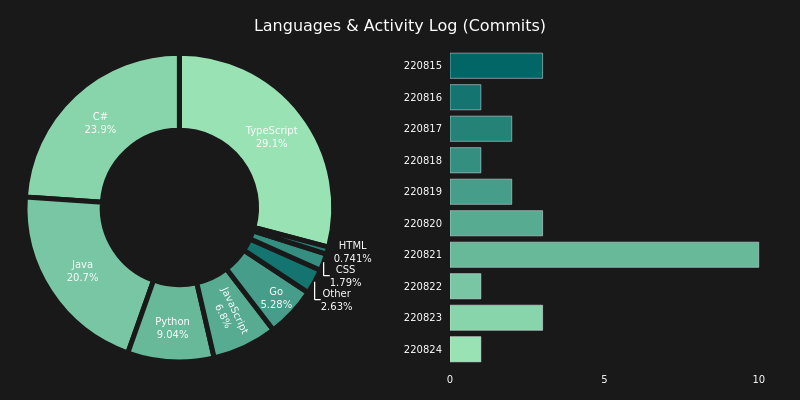 Languages & Activity Log (Commits)
C#
23.9%
TypeScript
29.1%
Java
20.7%
Python
9.04%
JavaScript
6.8%
Go
5.28%
HTML
0.741%
CSS
1.79%
Other
2.63%
220815
220816
220817
220818
220819
220820
220821
220822
220823
220824
0
5
10